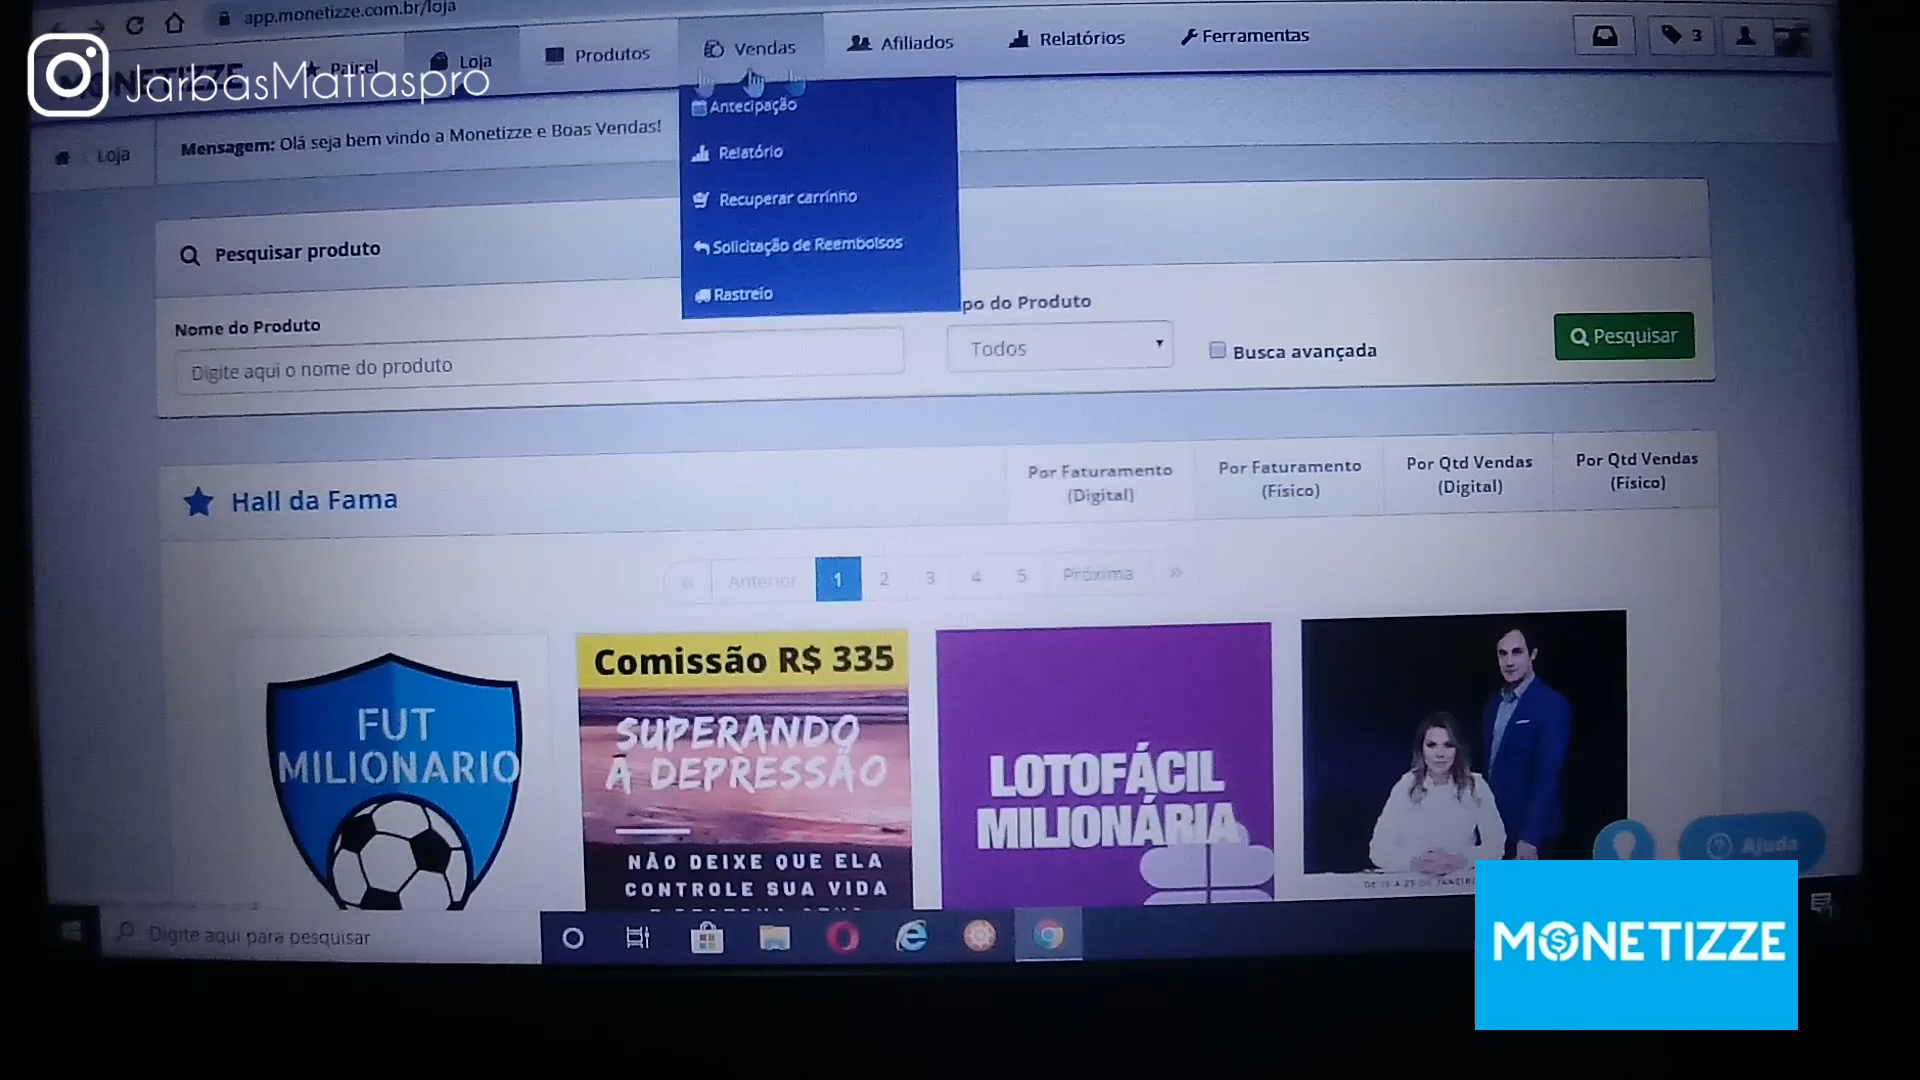 app.monetizze.com.br/loja
MONETIZZE
JarbasMatiaspro
Painel
Loja
Produtos
Vendas
Afiliados
Relatórios
Ferramentas
3
Loja
Mensagem: Olá seja bem vindo a Monetizze e Boas Vendas!
Antecipação
Relatório
Recuperar carrinho
Solicitação de Reembolsos
Rastreio
Pesquisar produto
Nome do Produto
po do Produto
Digite aqui o nome do produto
Todos
Busca avançada
Pesquisar
Hall da Fama
Por Faturamento
(Digital)
Por Faturamento
(Físico)
Por Qtd Vendas
(Digital)
Por Qtd Vendas
(Físico)
« Anterior 1 2 3 4 5 Próxima »
FUT
MILIONARIO
Comissão R$ 335
SUPERANDO
A DEPRESSÃO
NÃO DEIXE QUE ELA
CONTROLE SUA VIDA
LOTOFÁCIL
MILIONÁRIA
Ajuda
Digite aqui para pesquisar
MONETIZZE